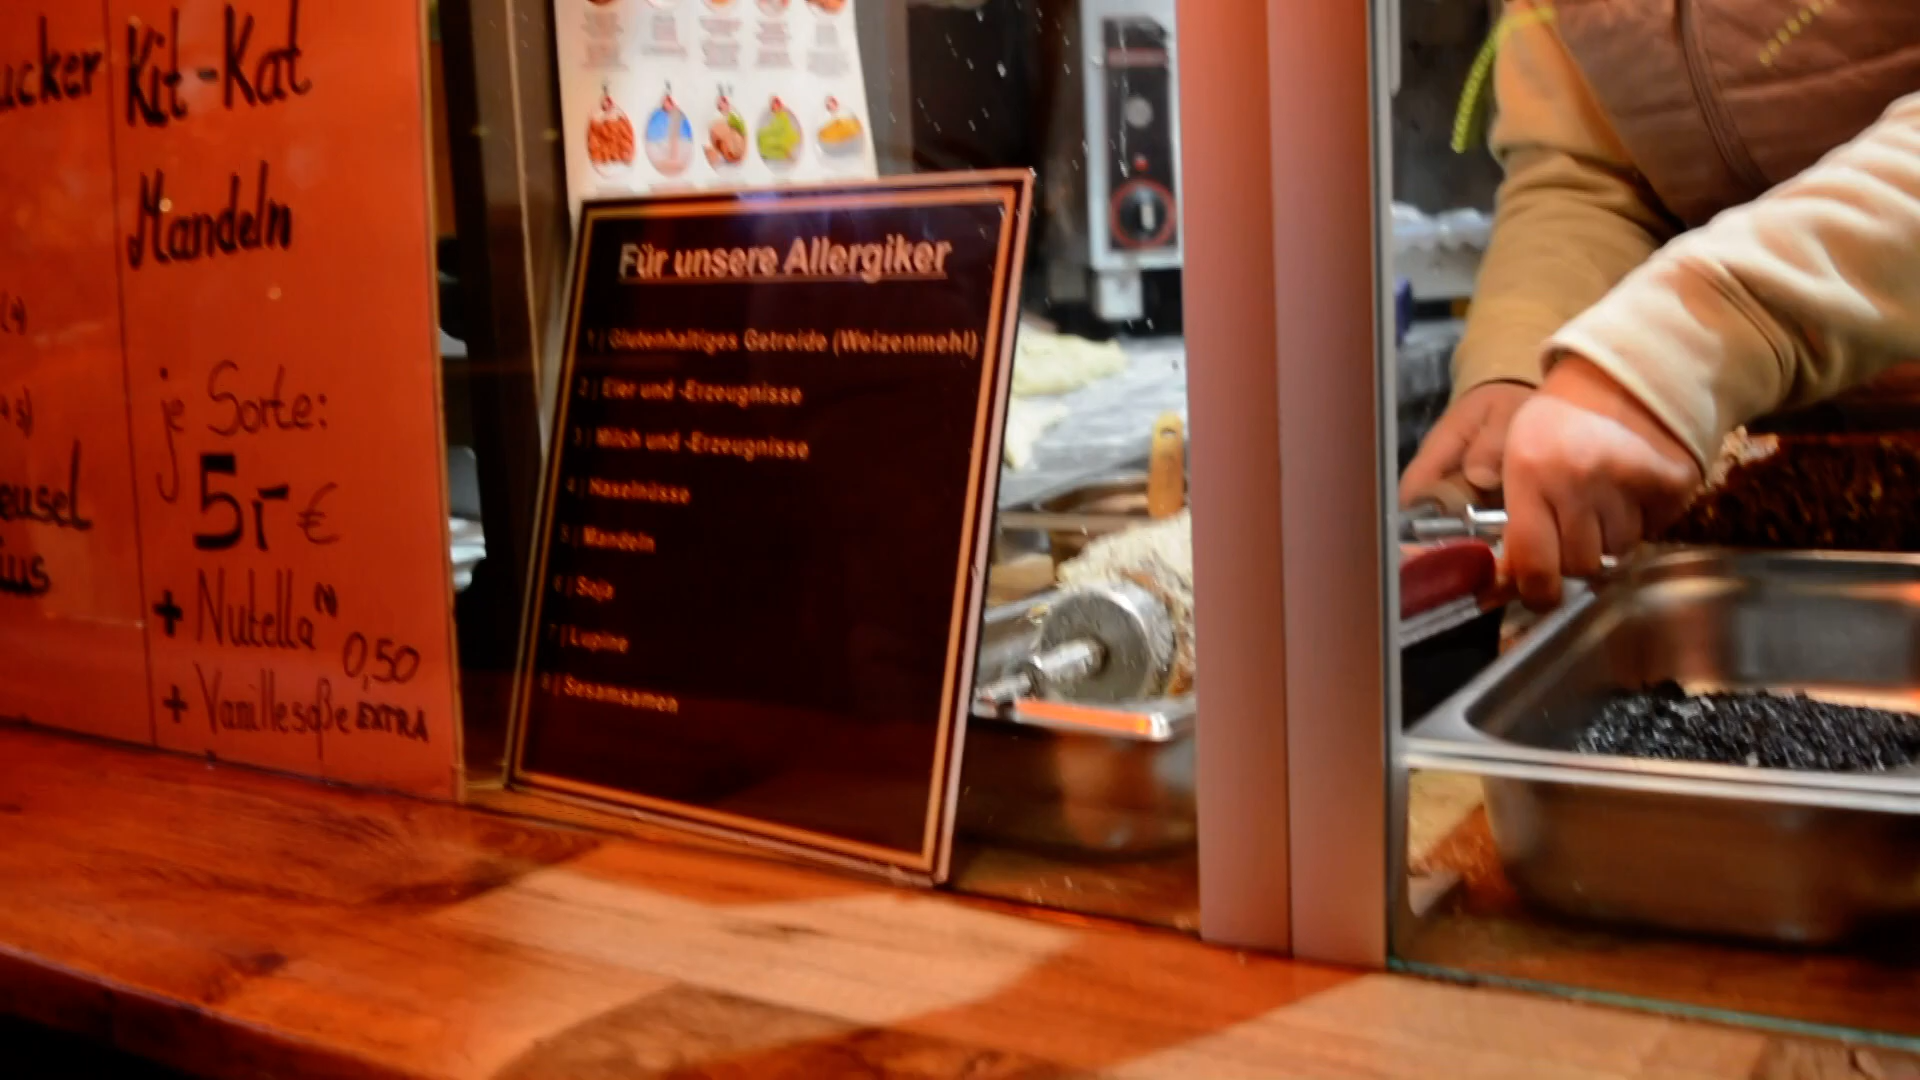 ucker
(4)
eusel
us
Kit-Kat
Mandeln
je Sorte:
5,- €
+ Nutella
0,50
+ Vanillesoße EXTRA
Für unsere Allergiker
1 | Glutenhaltiges Getreide (Weizenmehl)
2 | Eier und -Erzeugnisse
3 | Milch und -Erzeugnisse
4 | Haselnüsse
5 | Mandeln
6 | Soja
7 | Lupine
8 | Sesamsamen